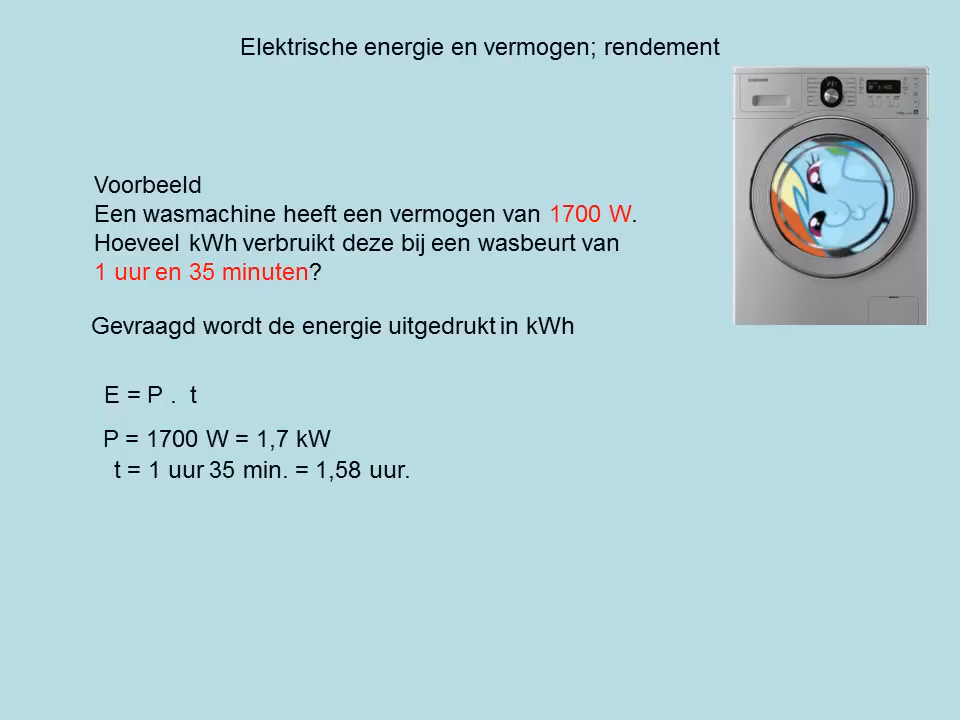 Elektrische energie en vermogen; rendement
Voorbeeld
Een wasmachine heeft een vermogen van 1700 W.
Hoeveel kWh verbruikt deze bij een wasbeurt van
1 uur en 35 minuten?
Gevraagd wordt de energie uitgedrukt in kWh
E = P . t
P = 1700 W = 1,7 kW
t = 1 uur 35 min. = 1,58 uur.